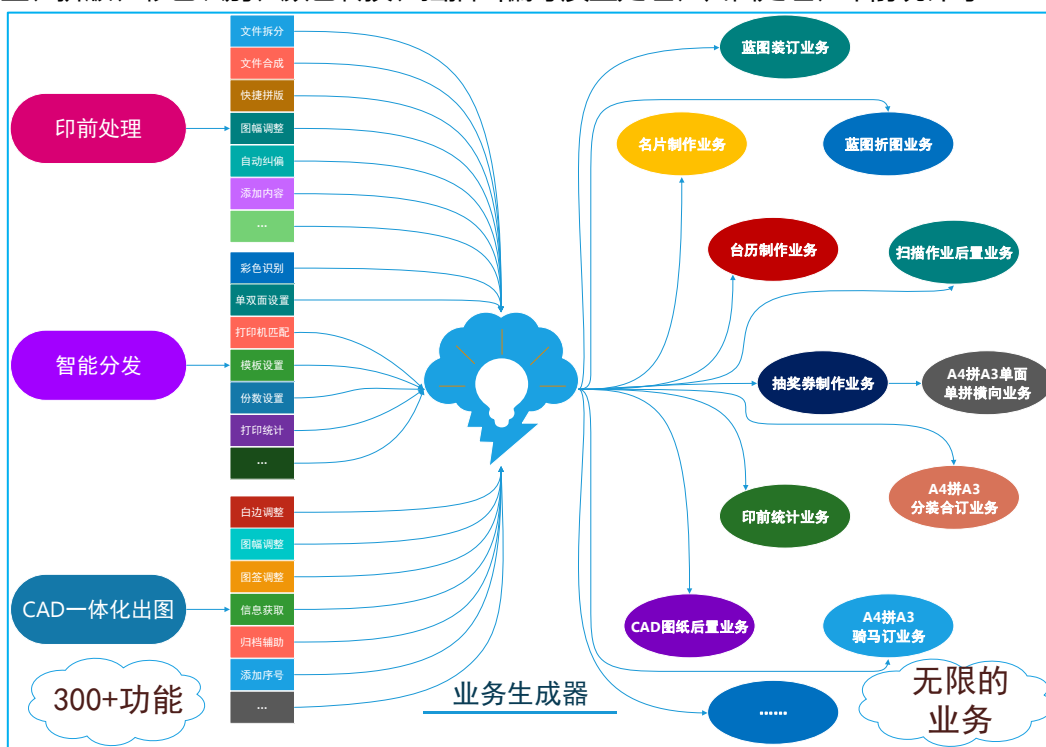 印前处理
文件拆分
文件合成
快捷拼版
图幅调整
自动纠偏
添加内容
...
智能分发
彩色识别
单双面设置
打印机匹配
模板设置
份数设置
打印统计
...
CAD一体化出图
白边调整
图幅调整
图签调整
信息获取
归档辅助
添加序号
...
300+功能
业务生成器
蓝图装订业务
名片制作业务
蓝图折图业务
台历制作业务
扫描作业后置业务
抽奖券制作业务
A4拼A3单面
单拼横向业务
A4拼A3
分装合订业务
印前统计业务
CAD图纸后置业务
A4拼A3
骑马订业务
......
无限的
业务